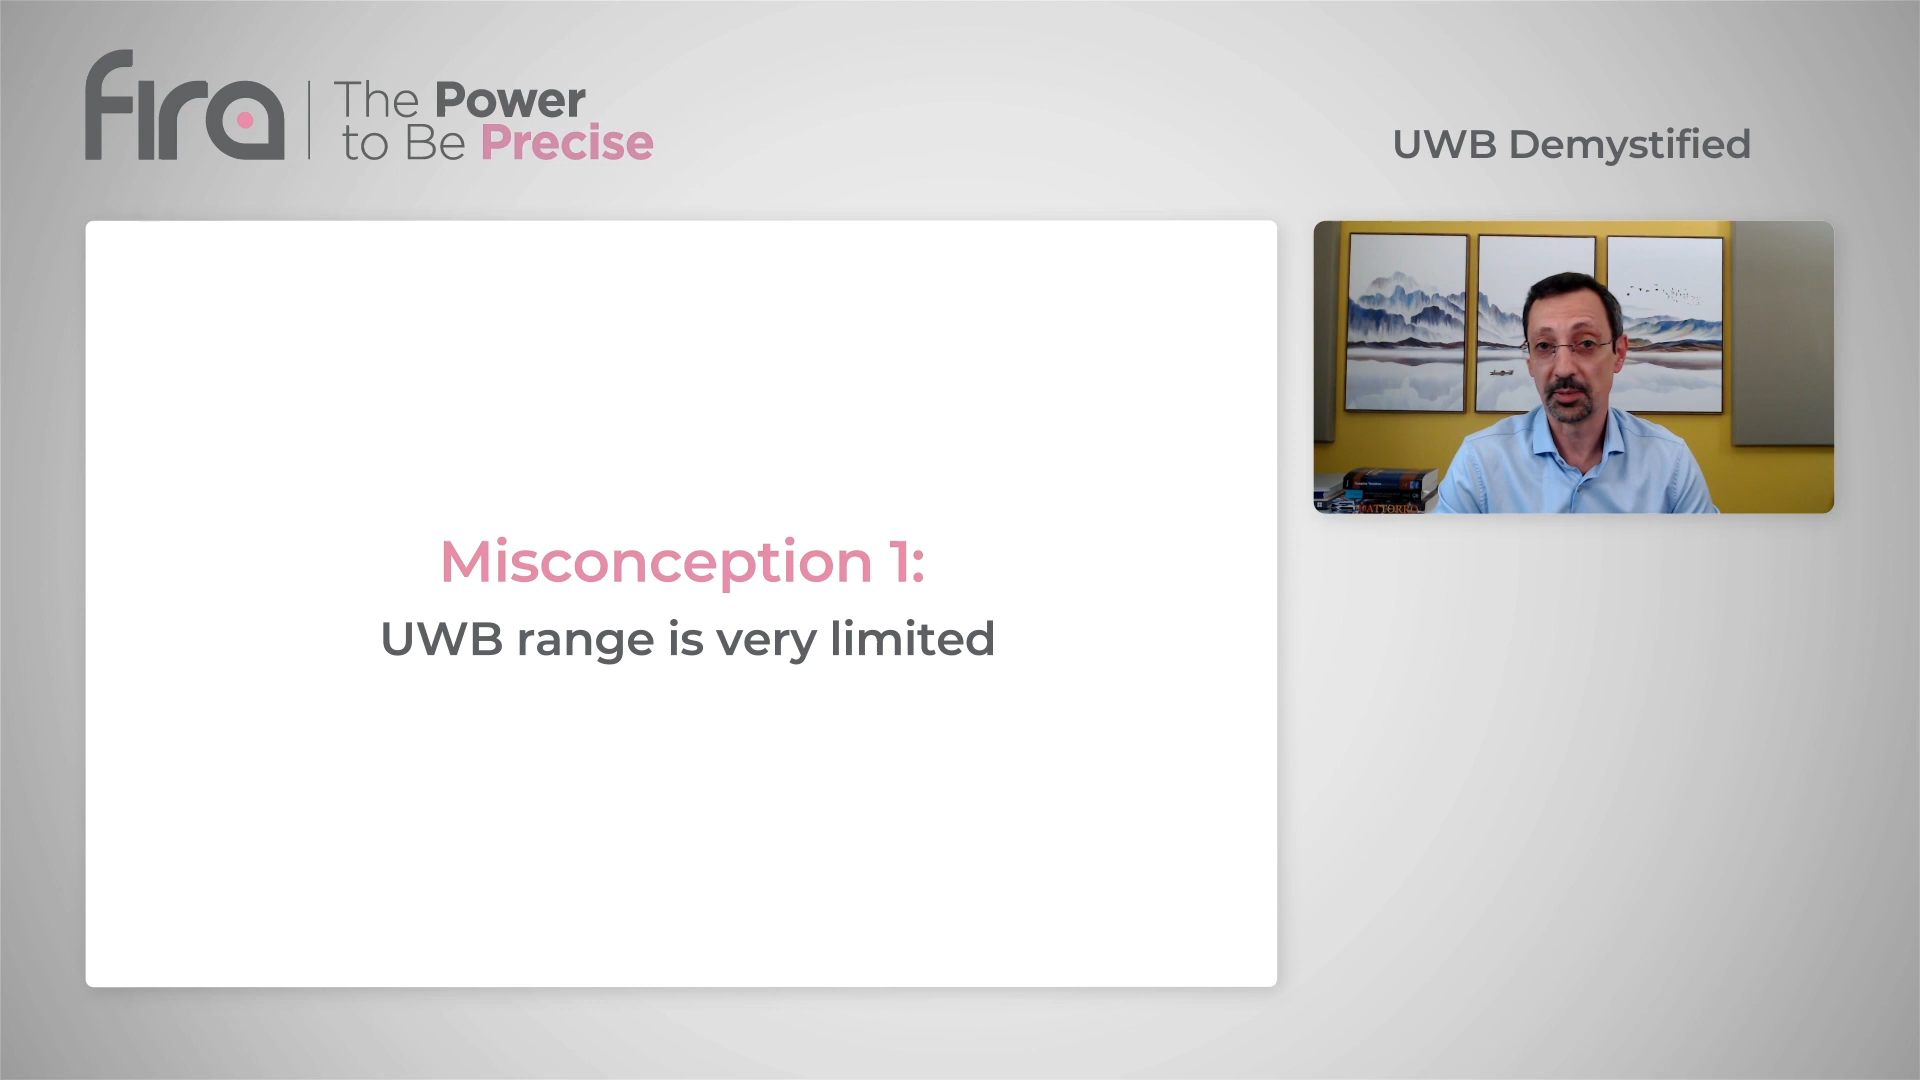 fira
The Power
to Be Precise
UWB Demystified
Misconception 1:
UWB range is very limited